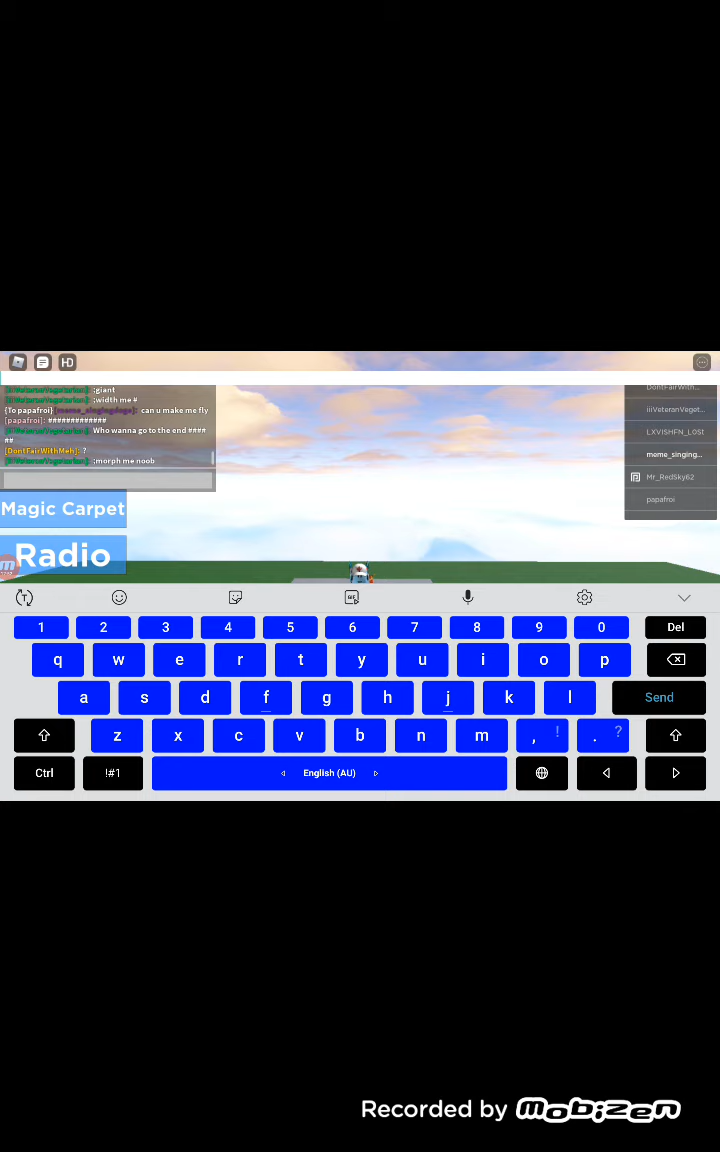 HD
[iiiVeteranVegetarian]: ;giant
[iiiVeteranVegetarian]: ;width me #
{To papafroi} [meme_singingdoge]: can u make me fly
[papafroi]: #############
[iiiVeteranVegetarian]: Who wanna go to the end ####
##
[DontFairWithMeh]: ?
[iiiVeteranVegetarian]: ;morph me noob
DontFairWith...
iiiVeteranVeget...
LXVISHFN_L0St
meme_singing...
Mr_RedSky62
papafroi
Magic Carpet
Radio
GIF
1 2 3 4 5 6 7 8 9 0 Del
q w e r t y u i o p
a s d f g h j k l Send
z x c v b n m , ! . ?
Ctrl !#1 English (AU)
Recorded by mobizen